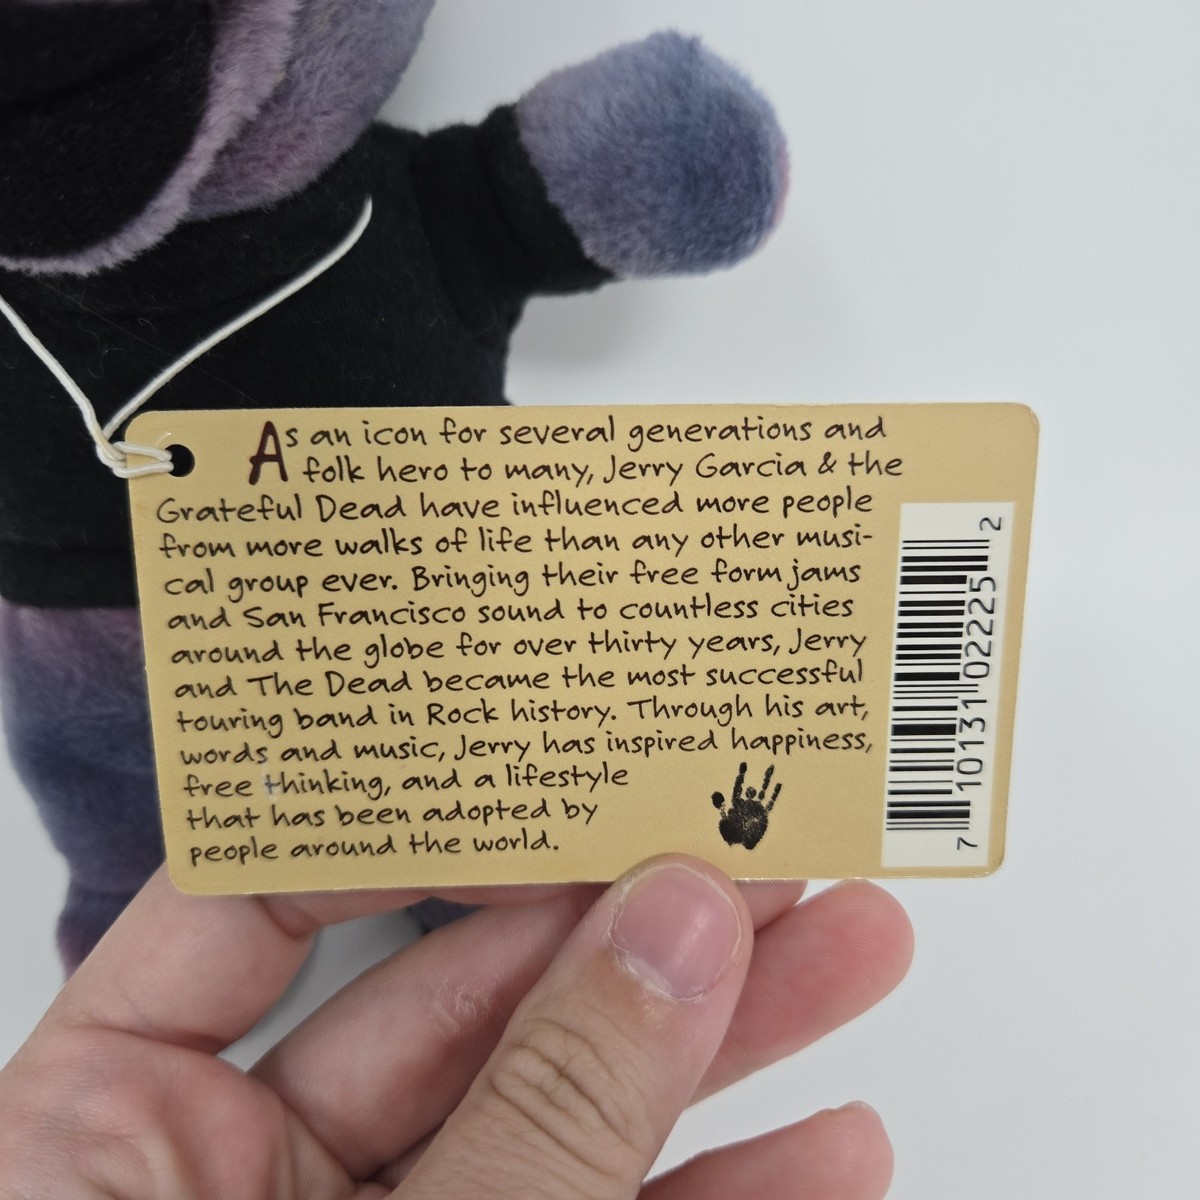 As an icon for several generations and
folk hero to many, Jerry Garcia & the
Grateful Dead have influenced more people
from more walks of life than any other musi-
cal group ever. Bringing their free form jams
and San Francisco sound to countless cities
around the globe for over thirty years, Jerry
and The Dead became the most successful
touring band in Rock history. Through his art,
words and music, Jerry has inspired happiness,
free thinking, and a lifestyle
that has been adopted by
people around the world.
7 10131 02225 2